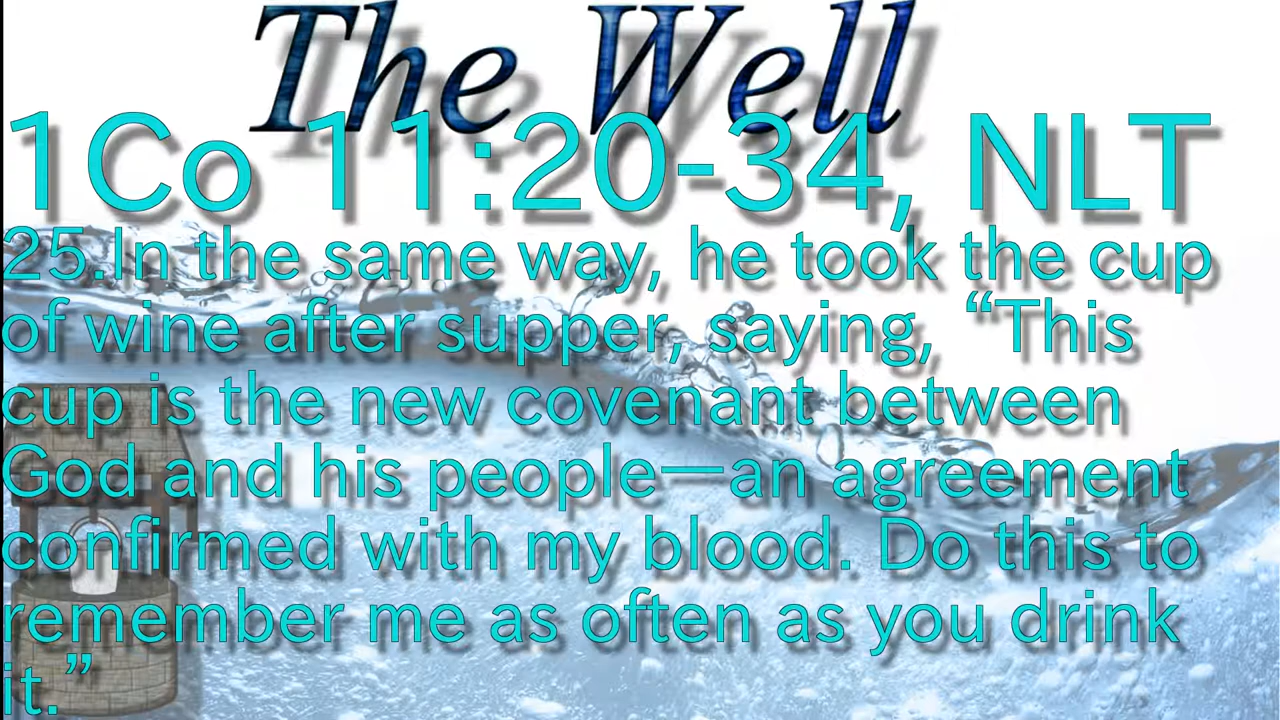 The Well
1Co 11:20-34, NLT
25.In the same way, he took the cup
of wine after supper, saying, “This
cup is the new covenant between
God and his people—an agreement
confirmed with my blood. Do this to
remember me as often as you drink
it.”